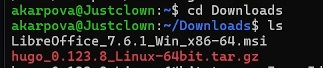 akarpova@Justclown:~$ cd Downloads
akarpova@Justclown:~/Downloads$ ls
LibreOffice_7.6.1_Win_x86-64.msi
hugo_0.123.8_Linux-64bit.tar.gz